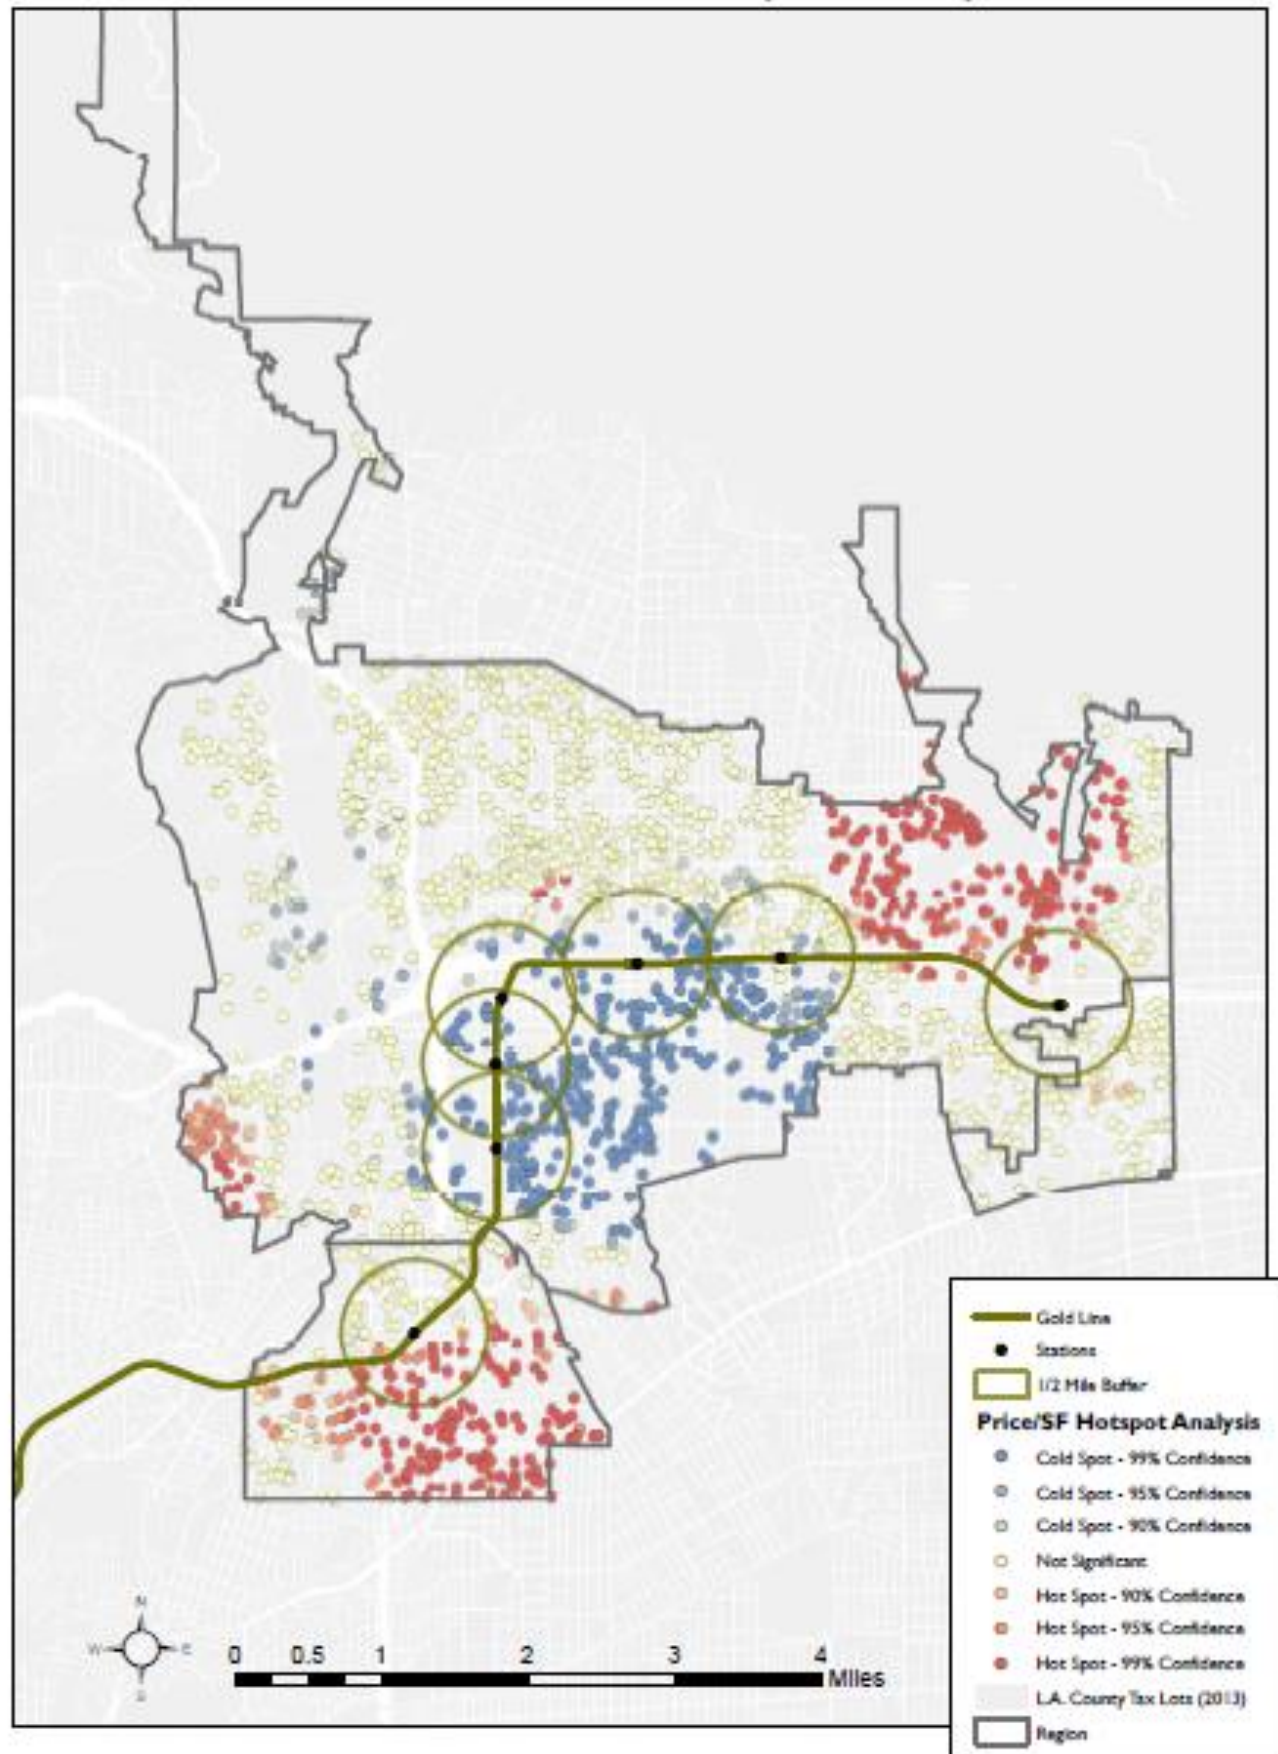 N
W
E
S
0 0.5 1 2 3 4
Miles
Gold Line
Stations
1/2 Mile Buffer
Price/SF Hotspot Analysis
Cold Spot - 99% Confidence
Cold Spot - 95% Confidence
Cold Spot - 90% Confidence
Not Significant
Hot Spot - 90% Confidence
Hot Spot - 95% Confidence
Hot Spot - 99% Confidence
L.A. County Tax Lots (2013)
Region